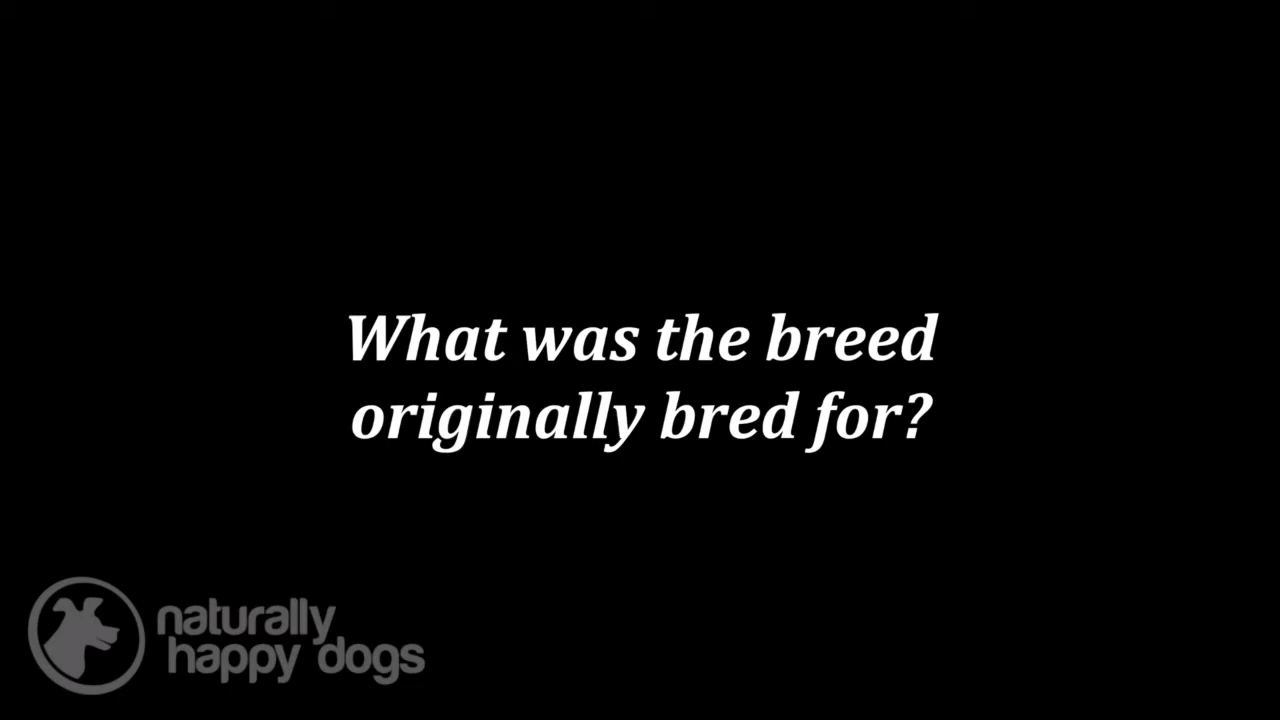 What was the breed
originally bred for?
naturally
happy dogs